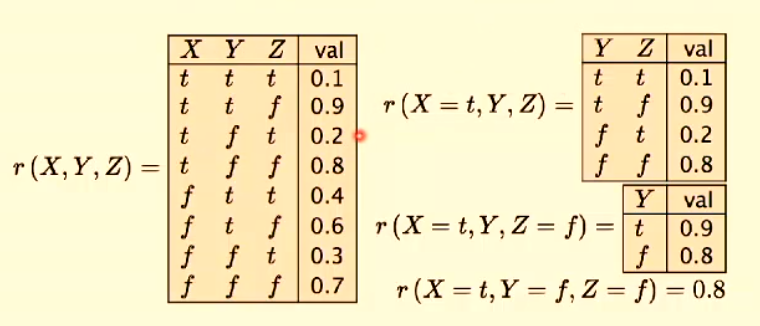 r (X, Y, Z) =
X Y Z val
t t t 0.1
t t f 0.9
t f t 0.2
t f f 0.8
f t t 0.4
f t f 0.6
f f t 0.3
f f f 0.7
r (X = t, Y, Z) =
Y Z val
t t 0.1
t f 0.9
f t 0.2
f f 0.8
r (X = t, Y, Z = f) =
Y val
t 0.9
f 0.8
r (X = t, Y = f, Z = f) = 0.8